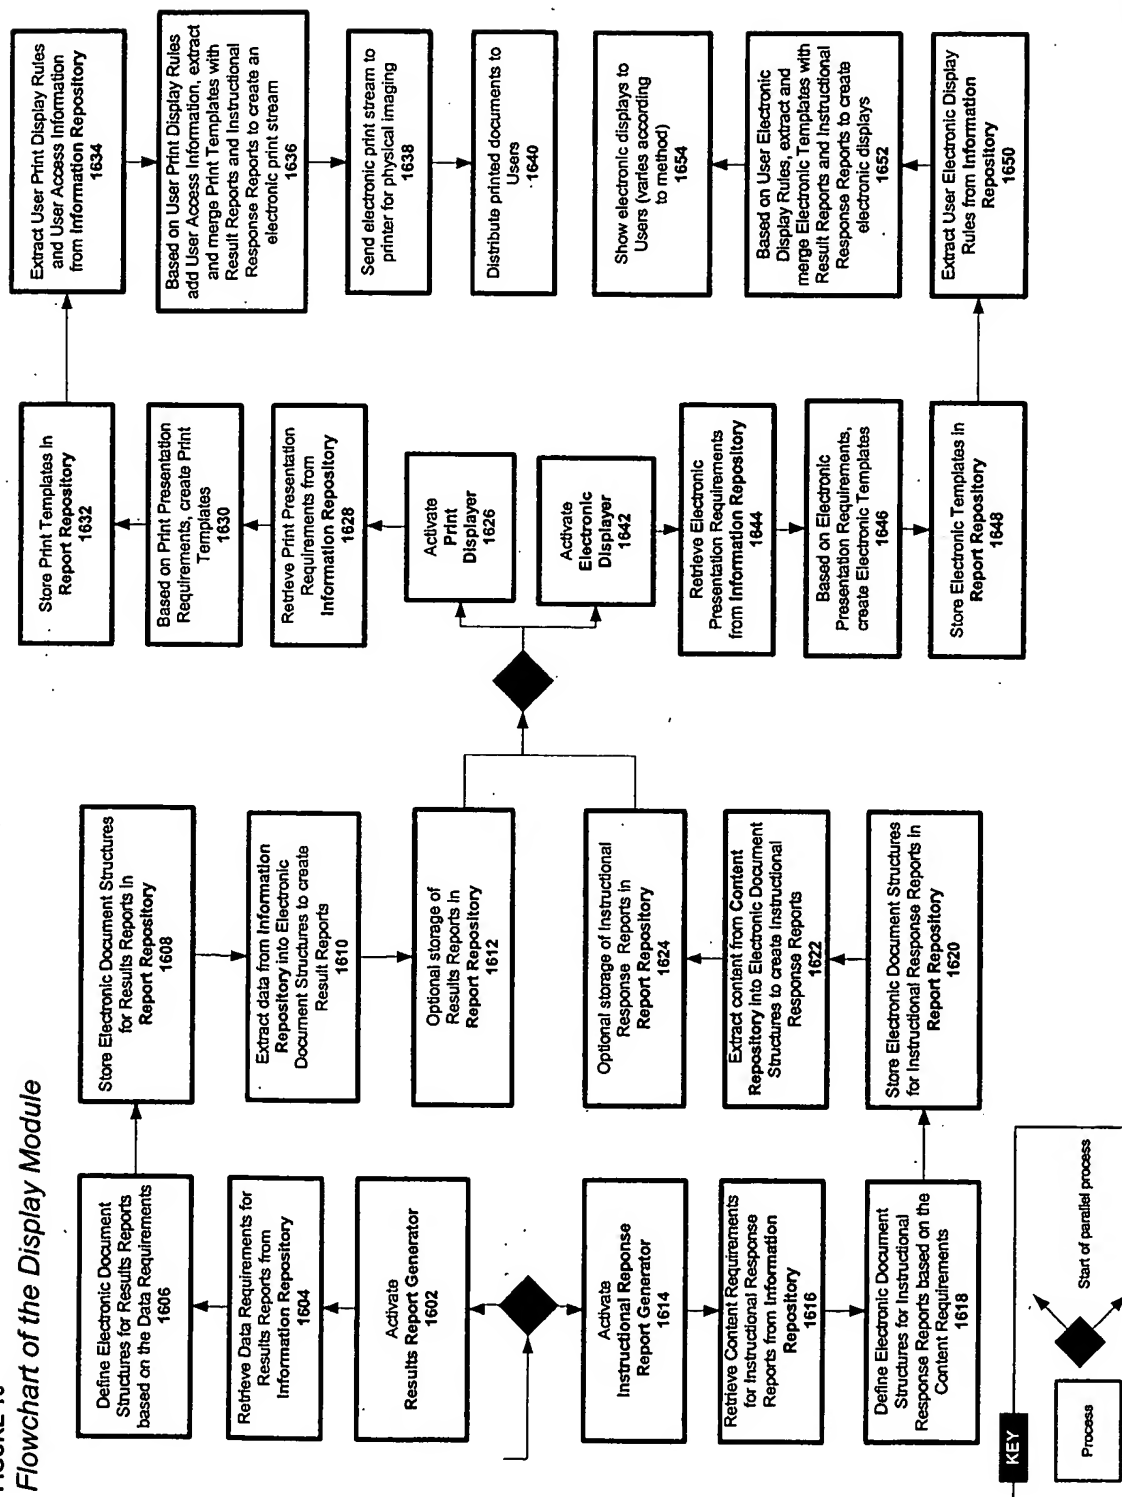 Flowchart of the Display Module
Define Electronic Document
Structures for Results Reports
based on the Data Requirements
1606
Retrieve Data Requirements for
Results Reports from
Information Repository
1604
Activate
Results Report Generator
1602
Activate
Instructional Reponse
Report Generator
1614
Retrieve Content Requirements
for Instructional Response
Reports from Information
Repository
1616
Define Electronic Document
Structures for Instructional
Response Reports based on the
Content Requirements
1618
Store Electronic Document Structures
for Results Reports in
Report Repository
1608
Extract data from Information
Repository into Electronic
Document Structures to create
Result Reports
1610
Optional storage of
Results Reports in
Report Repository
1612
Optional storage of Instructional
Response Reports in
Report Repository
1624
Extract content from Content
Repository into Electronic Document
Structures to create Instructional
Response Reports
1622
Store Electronic Document Structures
for Instructional Response Reports in
Report Repository
1620
Store Print Templates in
Report Repository
1632
Based on Print Presentation
Requirements, create Print
Templates
1630
Retrieve Print Presentation
Requirements from
Information Repository
1628
Activate
Print
Displayer
1626
Activate
Electronic
Displayer
1642
Retrieve Electronic
Presentation Requirements
from Information Repository
1644
Based on Electronic
Presentation Requirements,
create Electronic Templates
1646
Store Electronic Templates in
Report Repository
1648
Extract User Print Display Rules
and User Access Information
from Information Repository
1634
Based on User Print Display Rules
add User Access Information, extract
and merge Print Templates with
Result Reports and Instructional
Response Reports to create an
electronic print stream
1636
Send electronic print stream to
printer for physical imaging
1638
Distribute printed documents to
Users
1640
Show electronic displays to
Users (varies according
to method)
1654
Based on User Electronic
Display Rules, extract and
merge Electronic Templates with
Result Reports and Instructional
Response Reports to create
electronic displays
1652
Extract User Electronic Display
Rules from Information
Repository
1650
KEY
Process
Start of parallel process